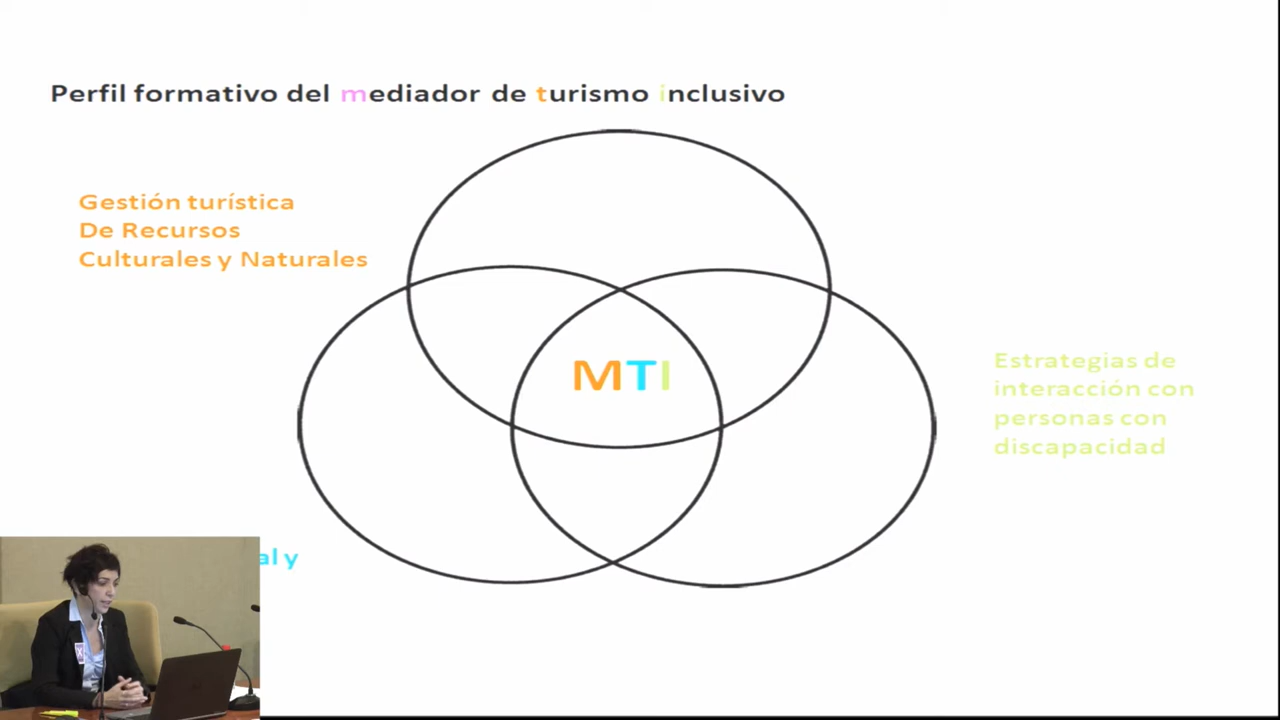 Perfil formativo del mediador de turismo inclusivo
Gestión turística
De Recursos
Culturales y Naturales
MTI
Estrategias de
interacción con
personas con
discapacidad
y